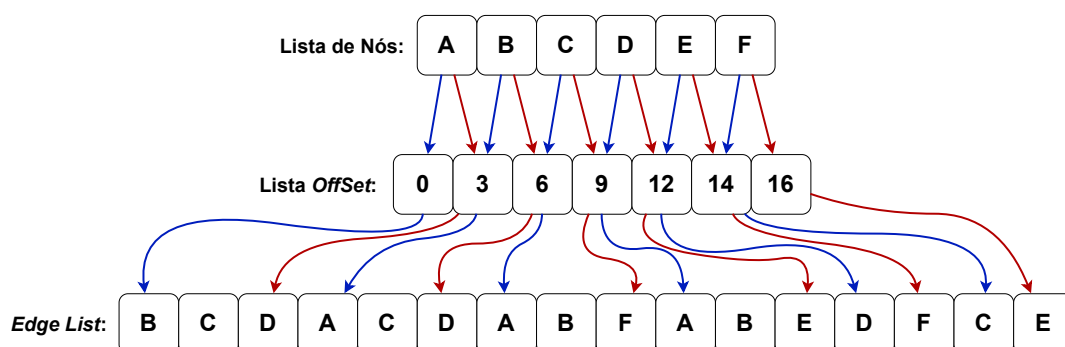 Lista de Nós: A B C D E F
Lista OffSet: 0 3 6 9 12 14 16
Edge List: B C D A C D A B F A B E D F C E